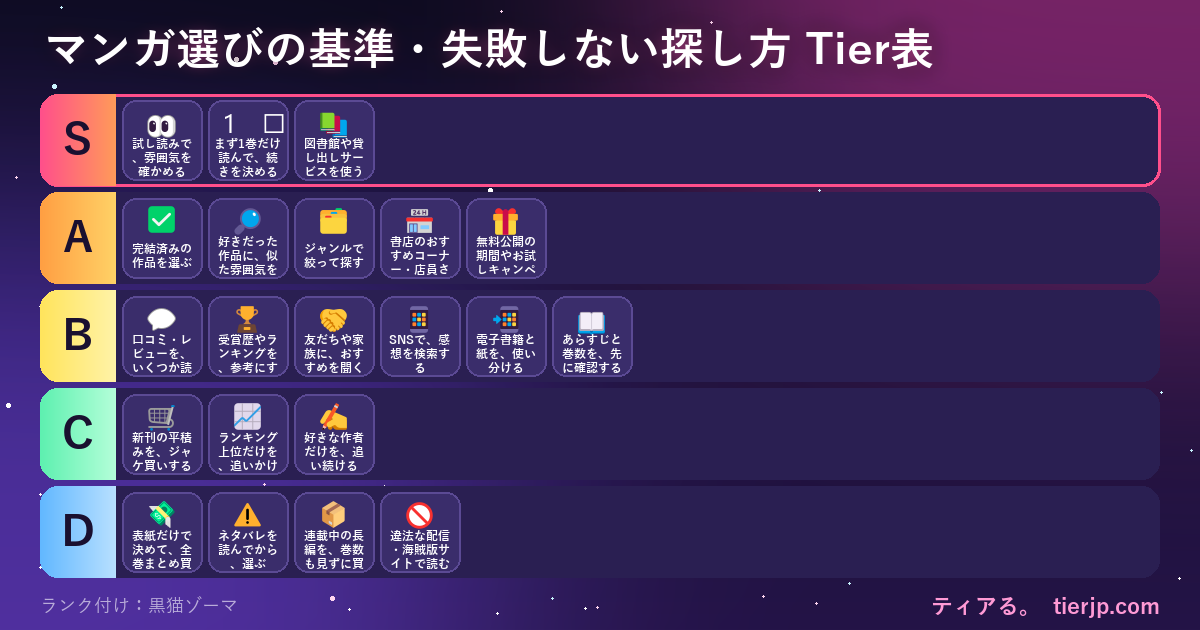 マンガ選びの基準・失敗しない探し方 Tier表
S
試し読みで
、雰囲気を
確かめる
1 □
まず1巻だけ
読んで、続
きを決める
図書館や貸
し出しサー
ビスを使う
A
完結済みの
作品を選ぶ
好きだった
作品に、似
た雰囲気を
ジャンルで
絞って探す
24H
書店のおす
すめコーナ
ー・店員さ
無料公開の
期間やお試
しキャンペ
B
口コミ・レ
ビューを、
いくつか読
受賞歴やラ
ンキングを
、参考にす
友だちや家
族に、おす
すめを聞く
SNSで、感
想を検索す
る
電子書籍と
紙を、使い
分ける
あらすじと
巻数を、先
に確認する
C
新刊の平積
みを、ジャ
ケ買いする
ランキング
上位だけを
、追いかけ
好きな作者
だけを、追
い続ける
D
表紙だけで
決めて、全
巻まとめ買
ネタバレを
読んでから
、選ぶ
連載中の長
編を、巻数
も見ずに買
違法な配信
・海賊版サ
イトで読む
ランク付け：黒猫ゾーマ
ティアる。 tierjp.com